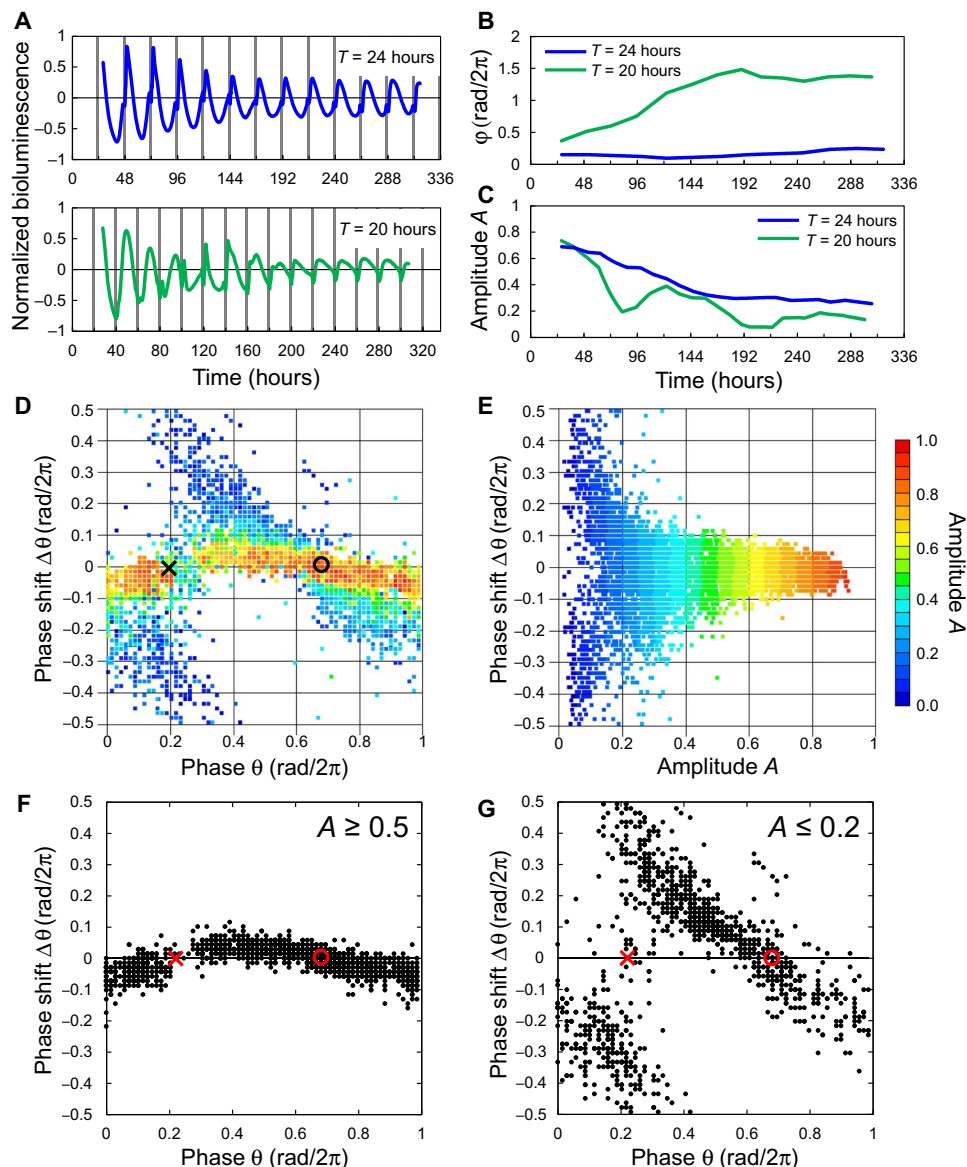 A
Normalized bioluminescence
1
0.5
0
−0.5
−1
T = 24 hours
0 48 96 144 192 240 288 336
1
0.5
0
−0.5
−1
T = 20 hours
0 40 80 120 160 200 240 280 320
Time (hours)
B
φ (rad/2π)
2
1.5
1
0.5
0
T = 24 hours
T = 20 hours
0 48 96 144 192 240 288 336
C
Amplitude A
1
0.8
0.6
0.4
0.2
0
T = 24 hours
T = 20 hours
0 48 96 144 192 240 288 336
Time (hours)
D
Phase shift Δθ (rad/2π)
0.5
0.4
0.3
0.2
0.1
0
−0.1
−0.2
−0.3
−0.4
−0.5
0 0.2 0.4 0.6 0.8 1
Phase θ (rad/2π)
E
Phase shift Δθ (rad/2π)
0.5
0.4
0.3
0.2
0.1
0
−0.1
−0.2
−0.3
−0.4
−0.5
0 0.2 0.4 0.6 0.8 1
Amplitude A
1.0
0.8
0.6
0.4
0.2
0.0
Amplitude A
F
Phase shift Δθ (rad/2π)
0.5
0.4
0.3
0.2
0.1
0
−0.1
−0.2
−0.3
−0.4
−0.5
A ≥ 0.5
0 0.2 0.4 0.6 0.8 1
Phase θ (rad/2π)
G
Phase shift Δθ (rad/2π)
0.5
0.4
0.3
0.2
0.1
0
−0.1
−0.2
−0.3
−0.4
−0.5
A ≤ 0.2
0 0.2 0.4 0.6 0.8 1
Phase θ (rad/2π)